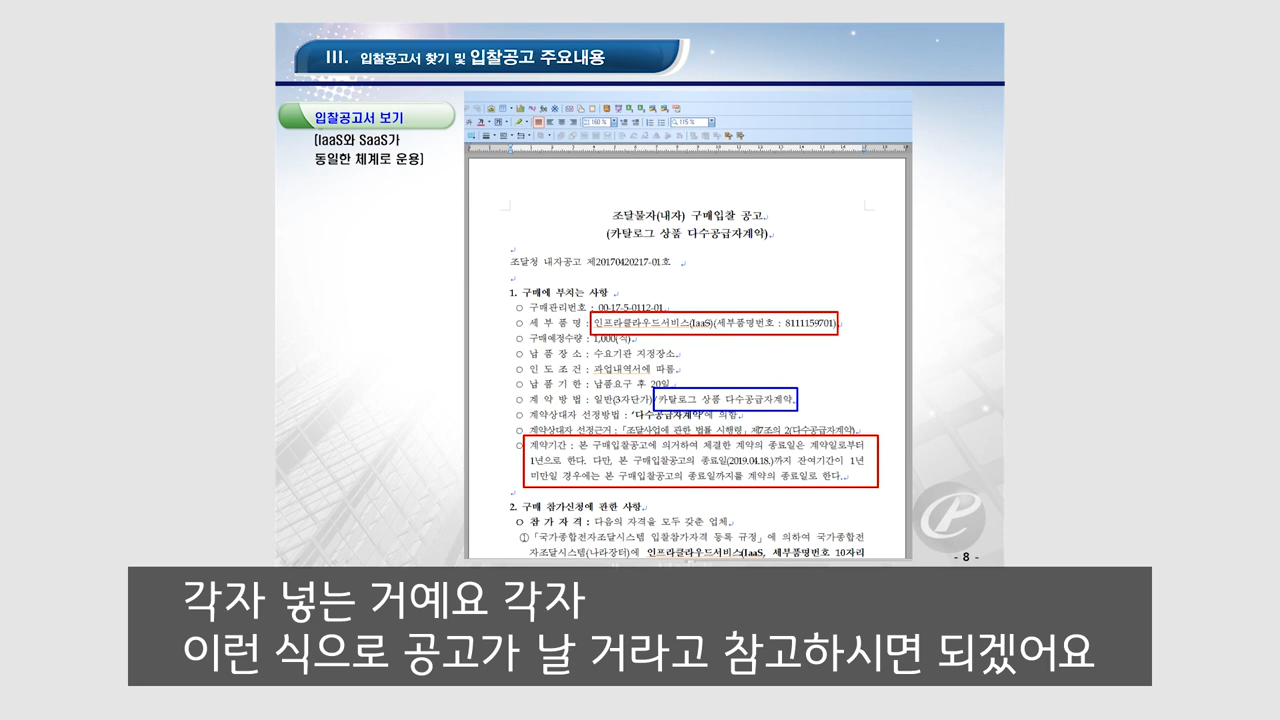 III. 입찰공고서 찾기 및 입찰공고 주요내용
입찰공고서 보기
(IaaS와 SaaS가
동일한 체계로 운용)
160 %
115 %
조달물자(내자) 구매입찰 공고
(카탈로그 상품 다수공급자계약)
조달청 내자공고 제20170420217-01호
1. 구매에 부치는 사항
○ 구매관리번호 : 00-17-5-0112-01
○ 세 부 품 명 : 인프라클라우드서비스(IaaS)(세부품명번호 : 8111159701)
○ 구매예정수량 : 1,000(식)
○ 납 품 장 소 : 수요기관 지정장소
○ 인 도 조 건 : 과업내역서에 따름
○ 납 품 기 한 : 납품요구 후 20일
○ 계 약 방 법 : 일반(3자단가)/카탈로그 상품 다수공급자계약
○ 계약상대자 선정방법 : '다수공급자계약'에 의함
○ 계약상대자 선정근거 : 「조달사업에 관한 법률 시행령」 제7조의 2(다수공급자계약)
○ 계약기간 : 본 구매입찰공고에 의거하여 체결한 계약의 종료일은 계약일로부터
1년으로 한다. 다만, 본 구매입찰공고의 종료일(2019.04.18.)까지 잔여기간이 1년
미만일 경우에는 본 구매입찰공고의 종료일까지를 계약의 종료일로 한다.
2. 구매 참가신청에 관한 사항
○ 참 가 자 격 : 다음의 자격을 모두 갖춘 업체
①「국가종합전자조달시스템 입찰참가자격 등록 규정」에 의하여 국가종합전
자조달시스템(나라장터)에 인프라클라우드서비스(IaaS, 세부품명번호 10자리
- 8 -
각자 넣는 거예요 각자
이런 식으로 공고가 날 거라고 참고하시면 되겠어요